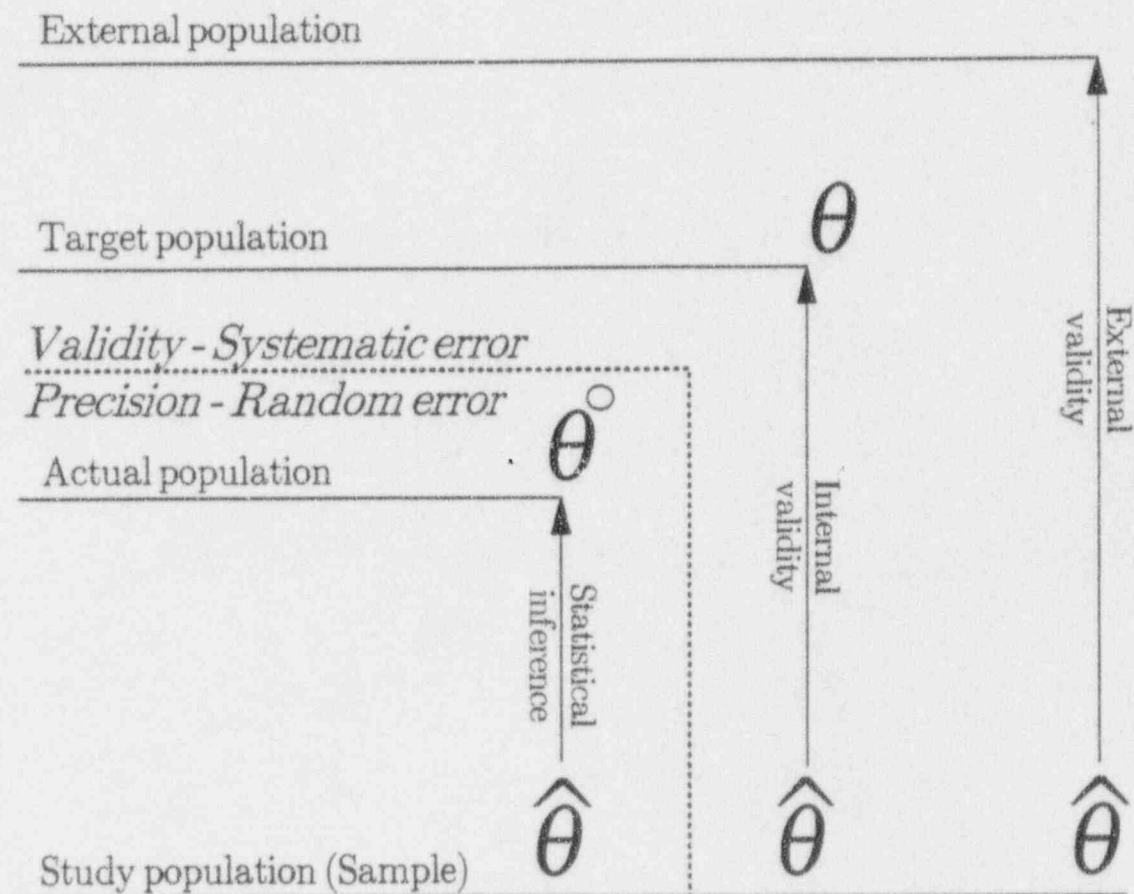 External population
Target population
θ
Validity - Systematic error
Precision - Random error
θ°
Actual population
Statistical
inference
Internal
validity
External
validity
θ̂
θ̂
θ̂
Study population (Sample)